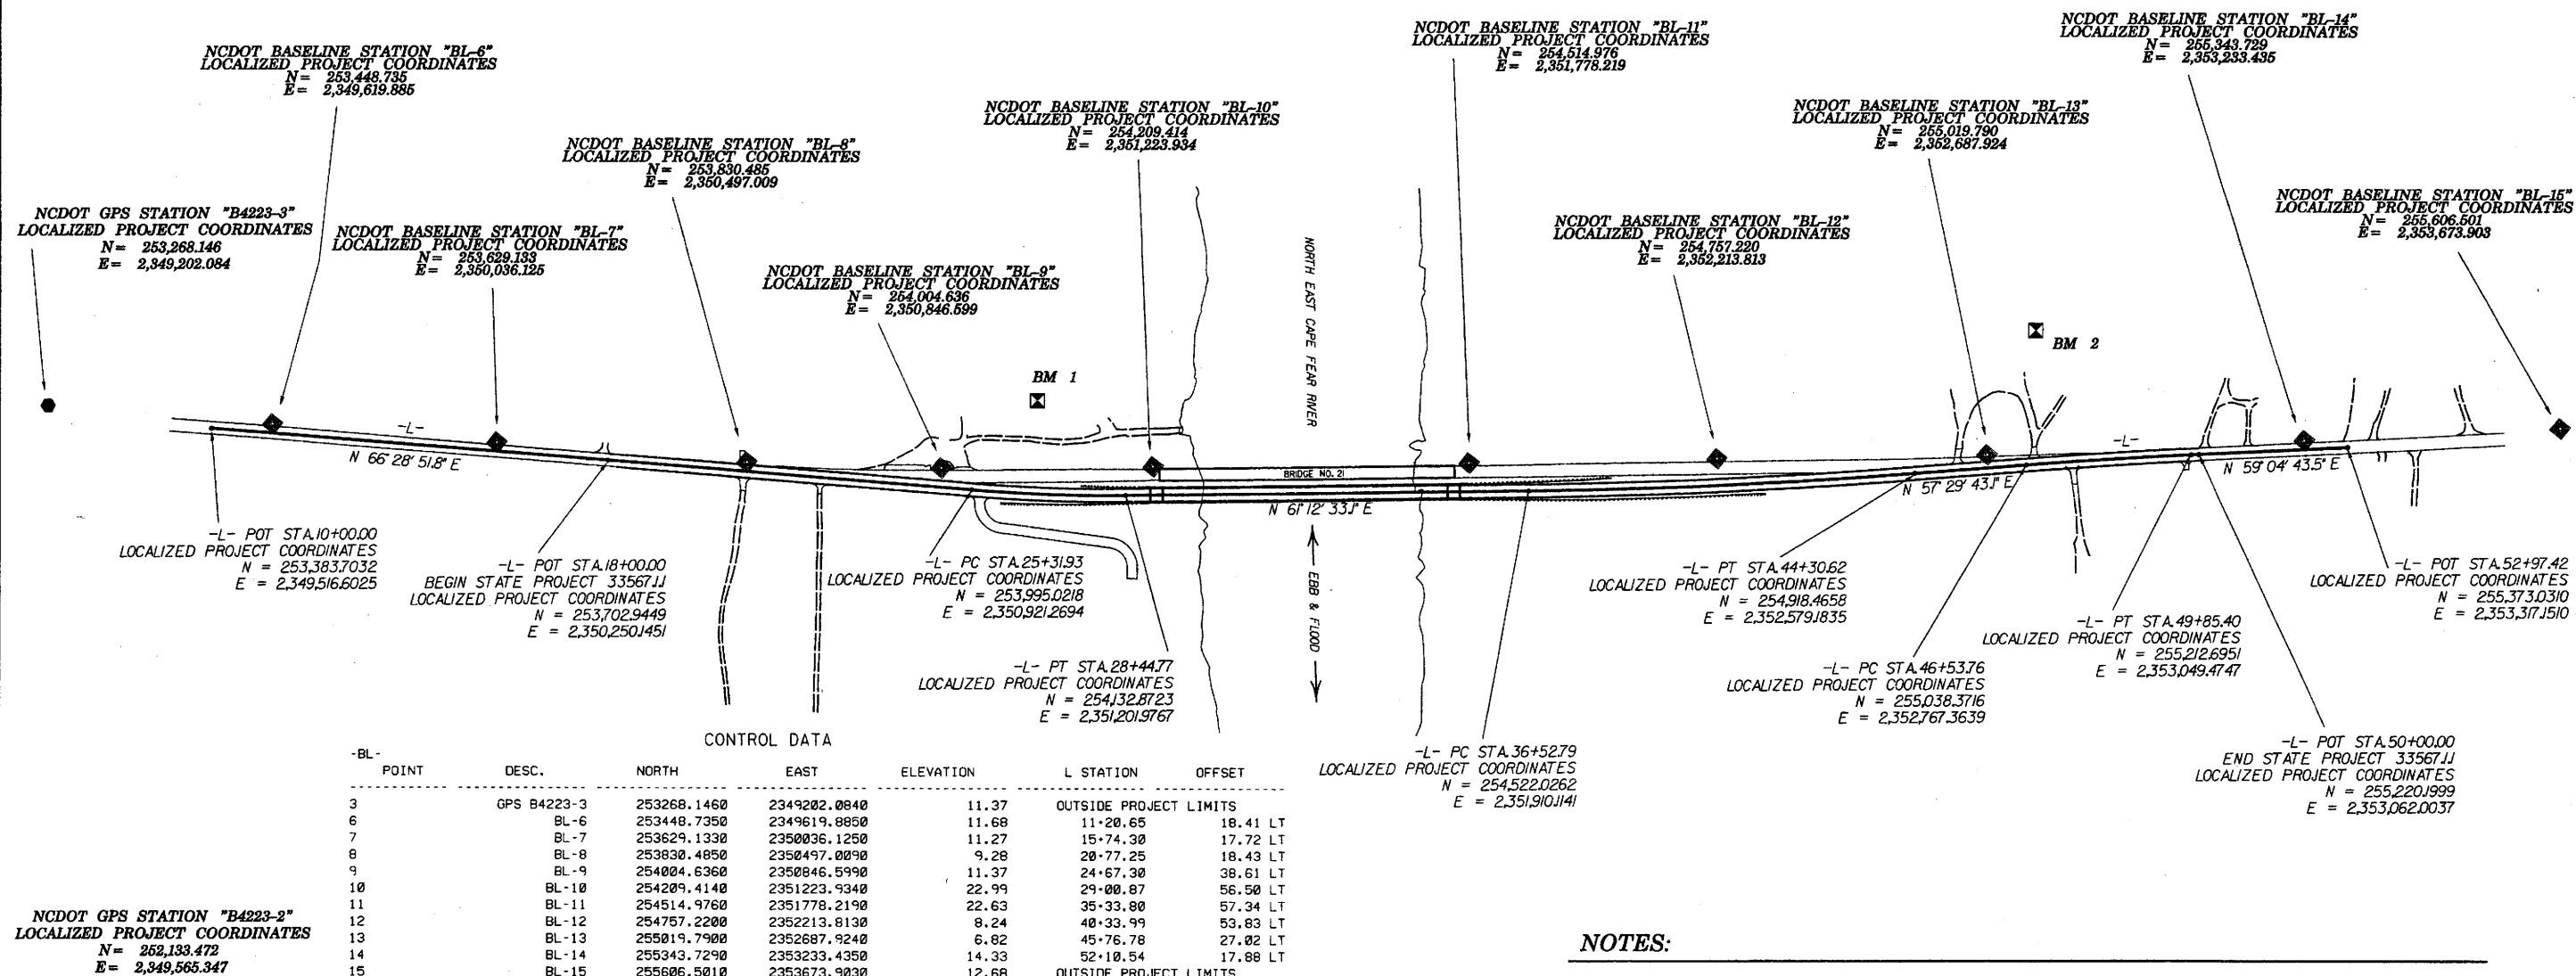 NCDOT BASELINE STATION "BL-6"
LOCALIZED PROJECT COORDINATES
N= 253,448.735
E= 2,349,619.885
NCDOT BASELINE STATION "BL-11"
LOCALIZED PROJECT COORDINATES
N= 254,514.976
E= 2,351,778.219
NCDOT BASELINE STATION "BL-14"
LOCALIZED PROJECT COORDINATES
N= 255,343.729
E= 2,353,233.435
NCDOT BASELINE STATION "BL-8"
LOCALIZED PROJECT COORDINATES
N= 253,830.485
E= 2,350,497.009
NCDOT BASELINE STATION "BL-10"
LOCALIZED PROJECT COORDINATES
N= 254,209.414
E= 2,351,223.934
NCDOT BASELINE STATION "BL-13"
LOCALIZED PROJECT COORDINATES
N= 255,019.790
E= 2,352,687.924
NCDOT GPS STATION "B4223-3"
LOCALIZED PROJECT COORDINATES
N= 253,268.146
E= 2,349,202.084
NCDOT BASELINE STATION "BL-7"
LOCALIZED PROJECT COORDINATES
N= 253,629.133
E= 2,350,036.125
NCDOT BASELINE STATION "BL-9"
LOCALIZED PROJECT COORDINATES
N= 254,004.636
E= 2,350,846.599
NCDOT BASELINE STATION "BL-12"
LOCALIZED PROJECT COORDINATES
N= 254,757.220
E= 2,352,213.813
NCDOT BASELINE STATION "BL-15"
LOCALIZED PROJECT COORDINATES
N= 255,606.501
E= 2,353,673.903
NORTH EAST CAPE FEAR RIVER
BM 1
BM 2
-L-
N 66° 28' 51.8" E
BRIDGE NO. 21
N 61° 12' 33.1" E
N 57° 29' 43.1" E
-L-
N 59° 04' 43.5" E
EBB & FLOOD
-L- POT STA.10+00.00
LOCALIZED PROJECT COORDINATES
N = 253,383.7032
E = 2,349,516.6025
-L- POT STA.18+00.00
BEGIN STATE PROJECT 33567.1.1
LOCALIZED PROJECT COORDINATES
N = 253,702.9449
E = 2,350,250.1451
-L- PC STA.25+31.93
LOCALIZED PROJECT COORDINATES
N = 253,995.0218
E = 2,350,921.2694
-L- PT STA.28+44.77
LOCALIZED PROJECT COORDINATES
N = 254,132.8723
E = 2,351,201.9767
-L- PC STA.36+52.79
LOCALIZED PROJECT COORDINATES
N = 254,522.0262
E = 2,351,910.1141
-L- PT STA.44+30.62
LOCALIZED PROJECT COORDINATES
N = 254,918.4658
E = 2,352,579.1835
-L- PC STA.46+53.76
LOCALIZED PROJECT COORDINATES
N = 255,038.3716
E = 2,352,767.3639
-L- PT STA.49+85.40
LOCALIZED PROJECT COORDINATES
N = 255,212.6951
E = 2,353,049.4747
-L- POT STA.50+00.00
END STATE PROJECT 33567.1.1
LOCALIZED PROJECT COORDINATES
N = 255,220.1999
E = 2,353,062.0037
-L- POT STA.52+97.42
LOCALIZED PROJECT COORDINATES
N = 255,373.0310
E = 2,353,317.1510
CONTROL DATA
-BL-
POINT DESC. NORTH EAST ELEVATION L STATION OFFSET
3 GPS B4223-3 253268.1460 2349202.0840 11.37 OUTSIDE PROJECT LIMITS
6 BL-6 253448.7350 2349619.8850 11.68 11+20.65 18.41 LT
7 BL-7 253629.1330 2350036.1250 11.27 15+74.30 17.72 LT
8 BL-8 253830.4850 2350497.0090 9.28 20+77.25 18.43 LT
9 BL-9 254004.6360 2350846.5990 11.37 24+67.30 38.61 LT
10 BL-10 254209.4140 2351223.9340 22.99 29+00.87 56.50 LT
11 BL-11 254514.9760 2351778.2190 22.63 35+33.80 57.34 LT
12 BL-12 254757.2200 2352213.8130 8.24 40+33.99 53.83 LT
13 BL-13 255019.7900 2352687.9240 6.82 45+76.78 27.02 LT
14 BL-14 255343.7290 2353233.4350 14.33 52+10.54 17.88 LT
15 BL-15 255606.5010 2353673.9030 12.68 OUTSIDE PROJECT LIMITS
NCDOT GPS STATION "B4223-2"
LOCALIZED PROJECT COORDINATES
N= 252,133.472
E= 2,349,565.347
NOTES: